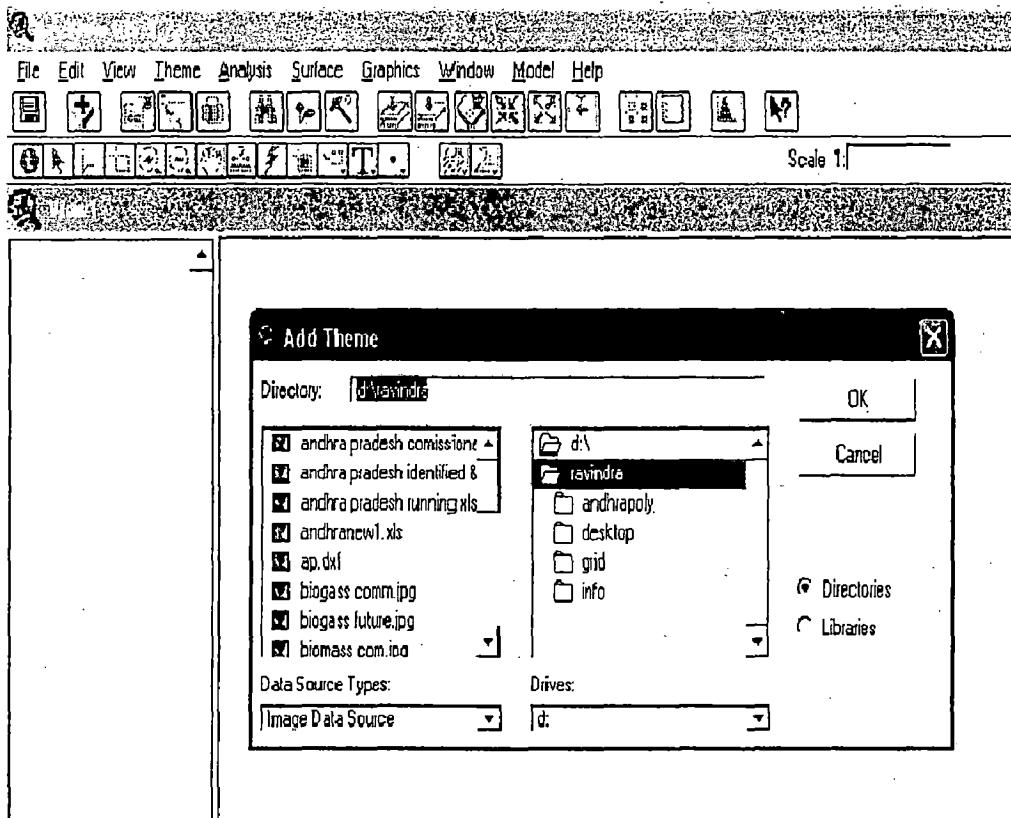 File Edit View Theme Analysis Surface Graphics Window Model Help
Scale 1:
Add Theme
Directory: d:\ravindra
OK
Cancel
andhra pradesh comissione
andhra pradesh identified &
andhra pradesh running.xls
andhranew1.xls
ap.dxf
biogass comm.jpg
biogass future.jpg
biomass com.jpg
d:\
ravindra
andhrapoly
desktop
grid
info
Directories
Libraries
Data Source Types:
Image Data Source
Drives:
d: